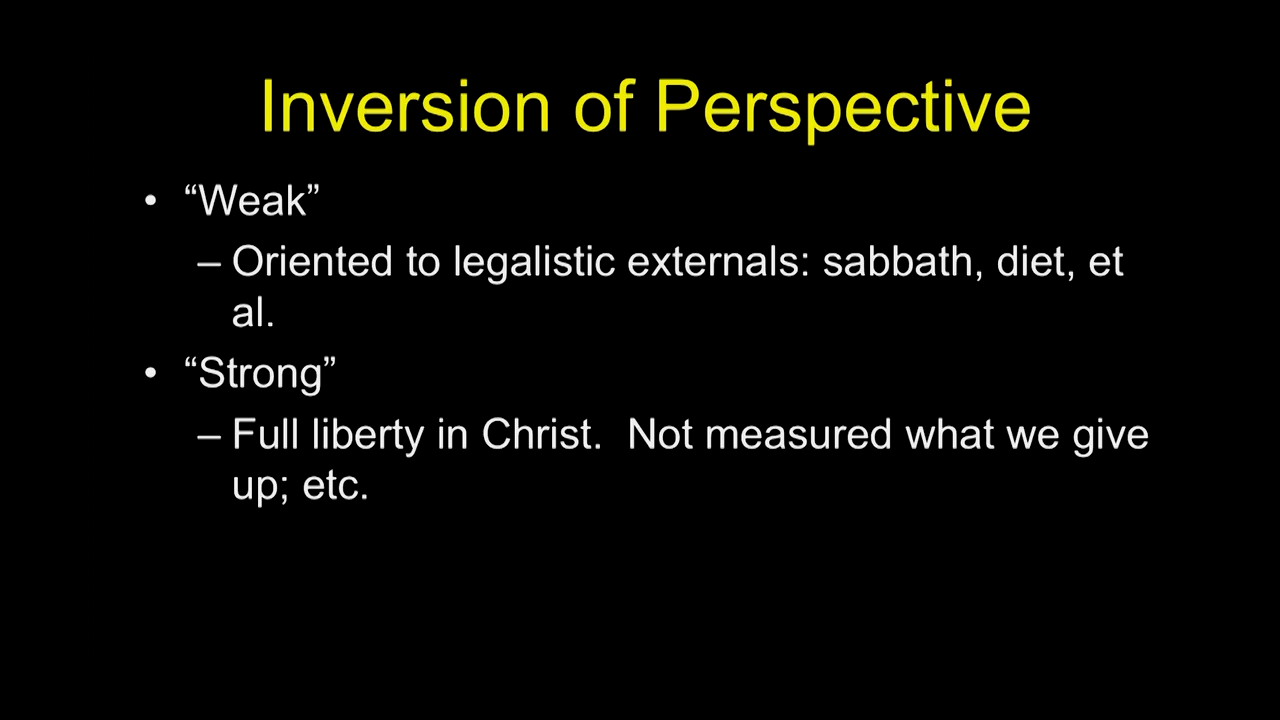 Inversion of Perspective
• “Weak”
– Oriented to legalistic externals: sabbath, diet, et
al.
• “Strong”
– Full liberty in Christ.  Not measured what we give
up; etc.